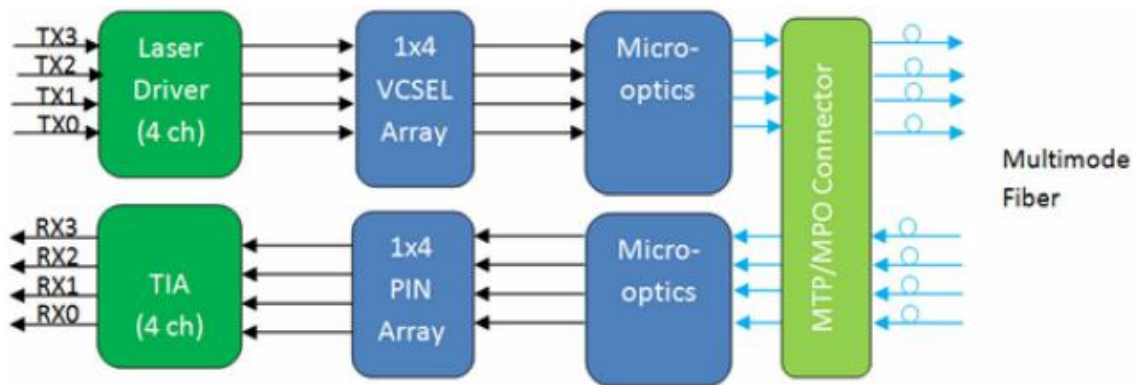 TX3
TX2
TX1
TX0
Laser
Driver
(4 ch)
1x4
VCSEL
Array
Micro-
optics
MTP/MPO Connector
Multimode
Fiber
RX3
RX2
RX1
RX0
TIA
(4 ch)
1x4
PIN
Array
Micro-
optics